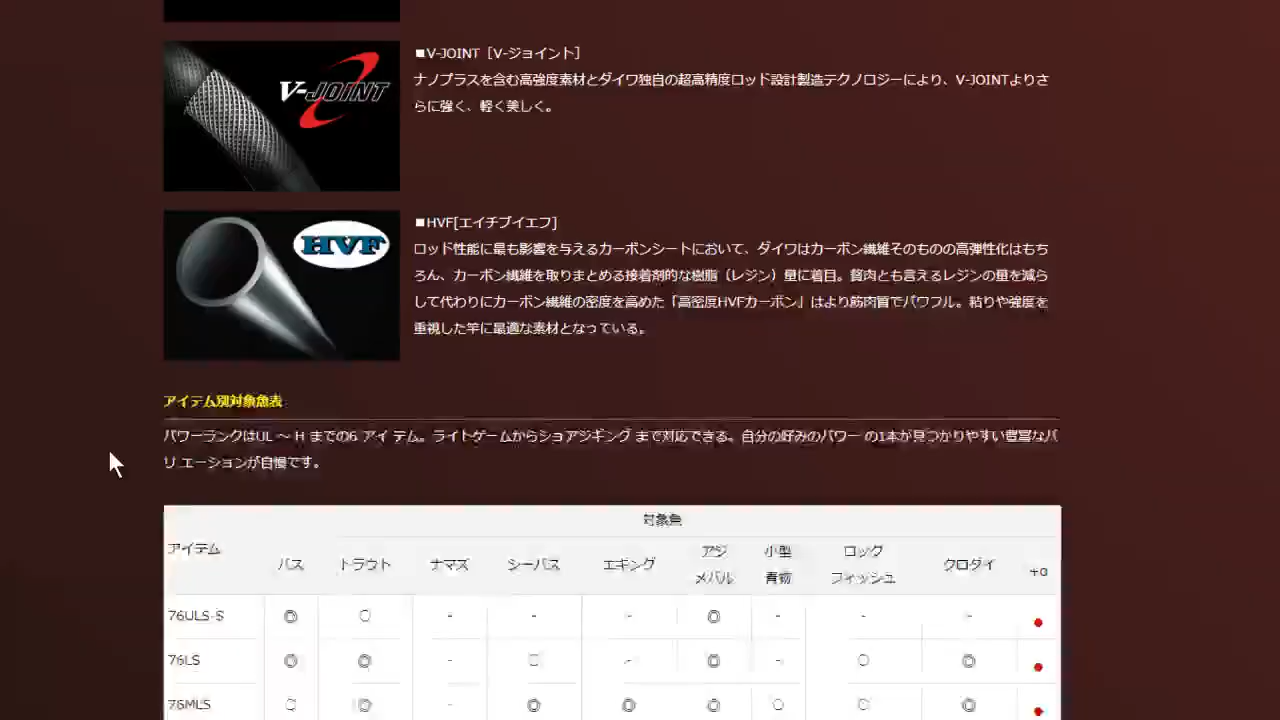 V-JOINT
■V-JOINT［V-ジョイント］
ナノプラスを含む高強度素材とダイワ独自の超高精度ロッド設計製造テクノロジーにより、V-JOINTよりさ
らに強く、軽く美しく。
HVF
■HVF[エイチブイエフ]
ロッド性能に最も影響を与えるカーボンシートにおいて、ダイワはカーボン繊維そのものの高弾性化はもち
ろん、カーボン繊維を取りまとめる接着剤的な樹脂（レジン）量に着目。贅肉とも言えるレジンの量を減ら
して代わりにカーボン繊維の密度を高めた「高密度HVFカーボン」はより筋肉質でパワフル。粘りや強度を
重視した竿に最適な素材となっている。
アイテム別対象魚表
パワーランクはUL ～ H までの6 アイ テム。ライトゲームからショアジギング まで対応できる。自分の好みのパワー の1本が見つかりやすい豊富なバ
リ エーションが自慢です。
対象魚
アイテム バス トラウト ナマズ シーバス エギング アジ メバル 小型 青物 ロック フィッシュ クロダイ +α
76ULS-S ◎ ○ - - - ◎ - - - ●
76LS ◎ ◎ - ○ - ◎ - ○ ◎ ●
76MLS ○ ◎ - ◎ ◎ ◎ ○ ○ ◎ ●